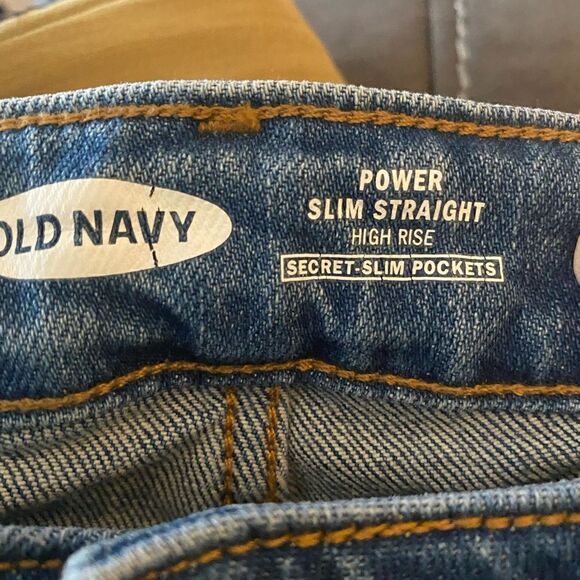 OLD NAVY
POWER
SLIM STRAIGHT
HIGH RISE
SECRET-SLIM POCKETS